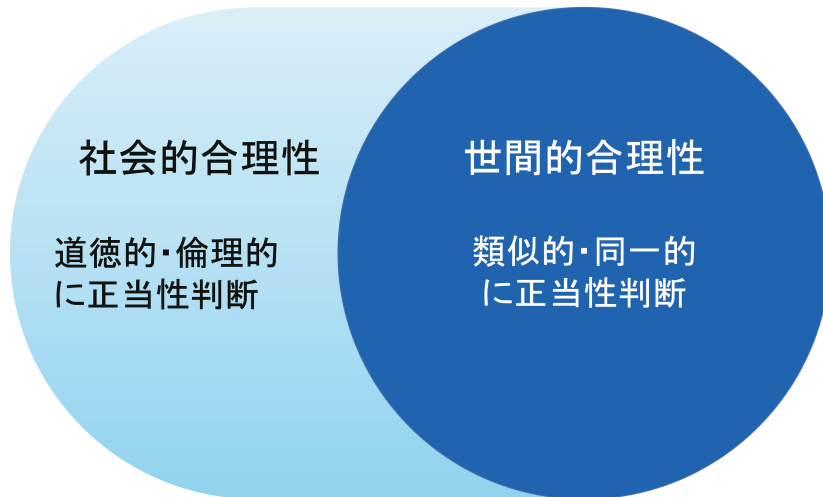 社会的合理性
道徳的・倫理的
に正当性判断
世間的合理性
類似的・同一的
に正当性判断